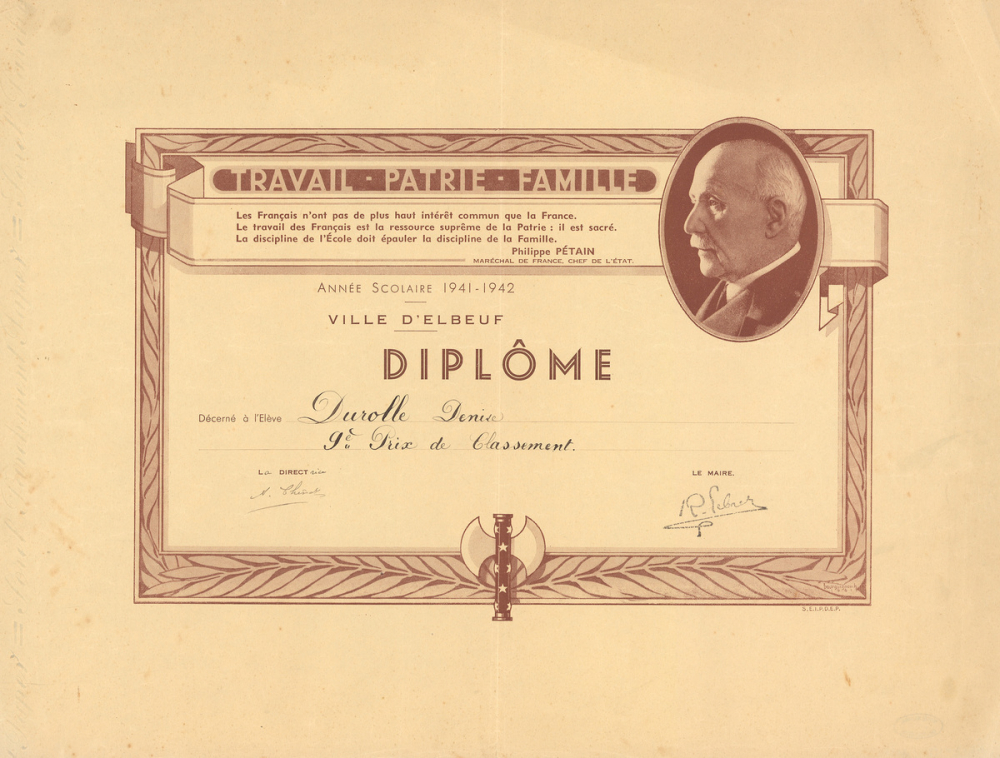 TRAVAIL - PATRIE - FAMILLE
Les Français n'ont pas de plus haut intérêt commun que la France.
Le travail des Français est la ressource suprême de la Patrie : il est sacré.
La discipline de l'École doit épauler la discipline de la Famille.
Philippe PÉTAIN
MARÉCHAL DE FRANCE, CHEF DE L'ÉTAT.
ANNÉE SCOLAIRE 1941-1942
VILLE D'ELBEUF
DIPLÔME
Décerné à l'Elève Durolle Denise
Prix de Classement.
La DIRECTrice
LE MAIRE.
S.E.I.P.D.E.P.